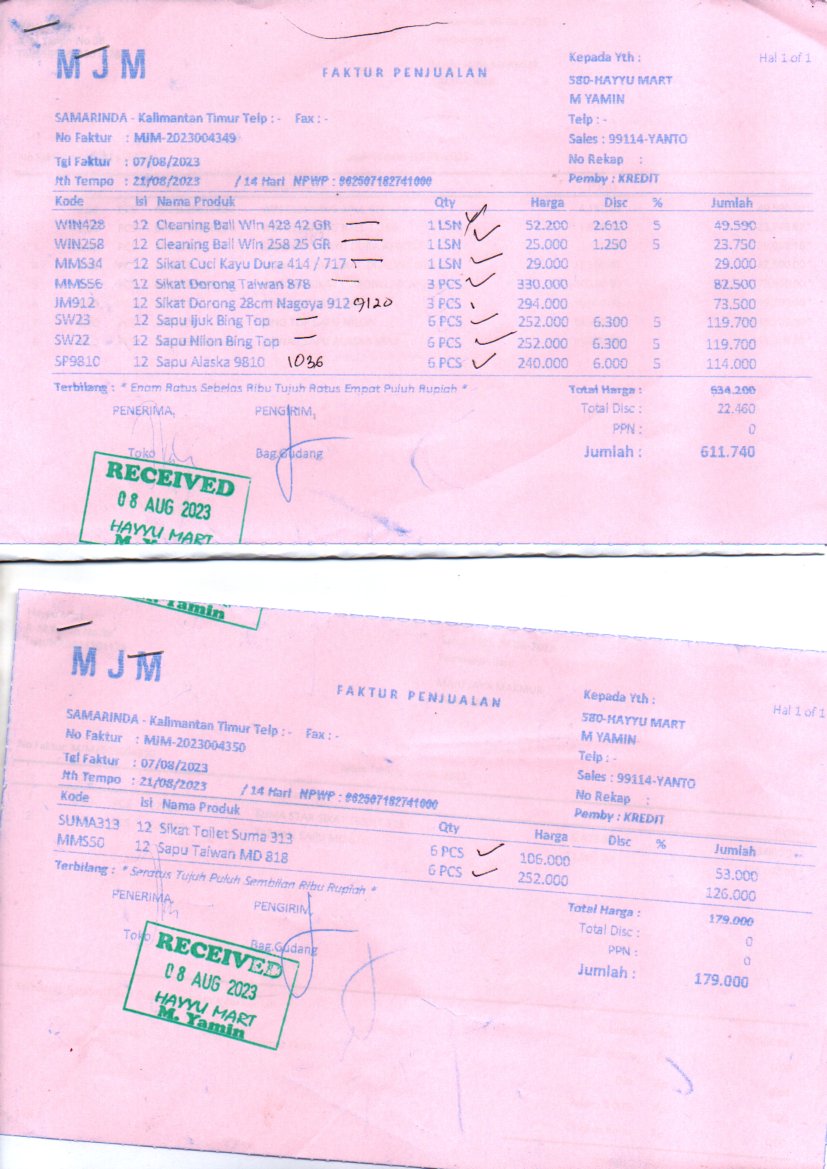 MJM
FAKTUR PENJUALAN
Kepada Yth :
Hal 1 of 1
580-HAYYU MART
M YAMIN
SAMARINDA - Kalimantan Timur Telp : - Fax : -
Telp : -
No Faktur : MJM-2023004349
Sales : 99114-YANTO
Tgl Faktur : 07/08/2023
No Rekap :
Jth Tempo : 21/08/2023 / 14 Hari NPWP : 862507182741000
Pemby : KREDIT
Kode Isi Nama Produk Qty Harga Disc % Jumlah
WIN428 12 Cleaning Ball Win 428 42 GR 1 LSN 52.200 2.610 5 49.590
WIN258 12 Cleaning Ball Win 258 25 GR 1 LSN 25.000 1.250 5 23.750
MMS34 12 Sikat Cuci Kayu Dura 414 / 717 1 LSN 29.000 29.000
MMS56 12 Sikat Dorong Taiwan 878 3 PCS 330.000 82.500
JM912 12 Sikat Dorong 28cm Nagoya 912 9120 3 PCS 294.000 73.500
SW23 12 Sapu Ijuk Bing Top 6 PCS 252.000 6.300 5 119.700
SW22 12 Sapu Nilon Bing Top 6 PCS 252.000 6.300 5 119.700
SP9810 12 Sapu Alaska 9810 1036 6 PCS 240.000 6.000 5 114.000
Terbilang : * Enam Ratus Sebelas Ribu Tujuh Ratus Empat Puluh Rupiah *
Total Harga : 634.200
PENERIMA, PENGIRIM,
Total Disc : 22.460
PPN : 0
Toko Bag.Gudang
Jumlah : 611.740
RECEIVED
08 AUG 2023
HAYYU MART
Yamin
MJM
FAKTUR PENJUALAN
Kepada Yth :
Hal 1 of 1
580-HAYYU MART
M YAMIN
SAMARINDA - Kalimantan Timur Telp : - Fax : -
Telp : -
No Faktur : MJM-2023004350
Sales : 99114-YANTO
Tgl Faktur : 07/08/2023
No Rekap :
Jth Tempo : 21/08/2023 / 14 Hari NPWP : 862507182741000
Pemby : KREDIT
Kode Isi Nama Produk Qty Harga Disc % Jumlah
SUMA313 12 Sikat Toilet Suma 313 6 PCS 106.000 53.000
MMS50 12 Sapu Taiwan MD 818 6 PCS 252.000 126.000
Terbilang : * Seratus Tujuh Puluh Sembilan Ribu Rupiah *
Total Harga : 179.000
PENERIMA, PENGIRIM,
Total Disc : 0
PPN : 0
Toko Bag.Gudang
Jumlah : 179.000
RECEIVED
08 AUG 2023
HAYYU MART
M. Yamin